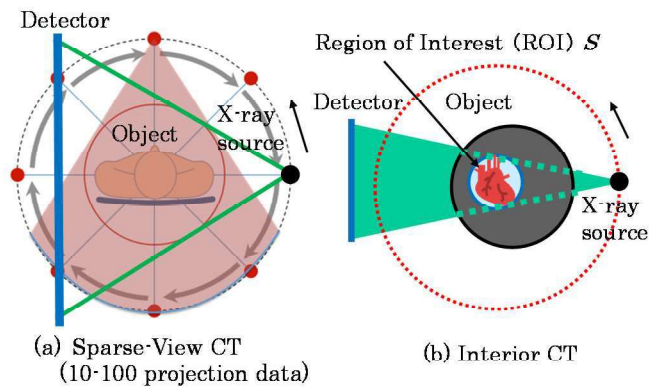 Detector
Object
X-ray
source
(a) Sparse-View CT
(10-100 projection data)
Region of Interest (ROI) S
Detector
Object
X-ray
source
(b) Interior CT